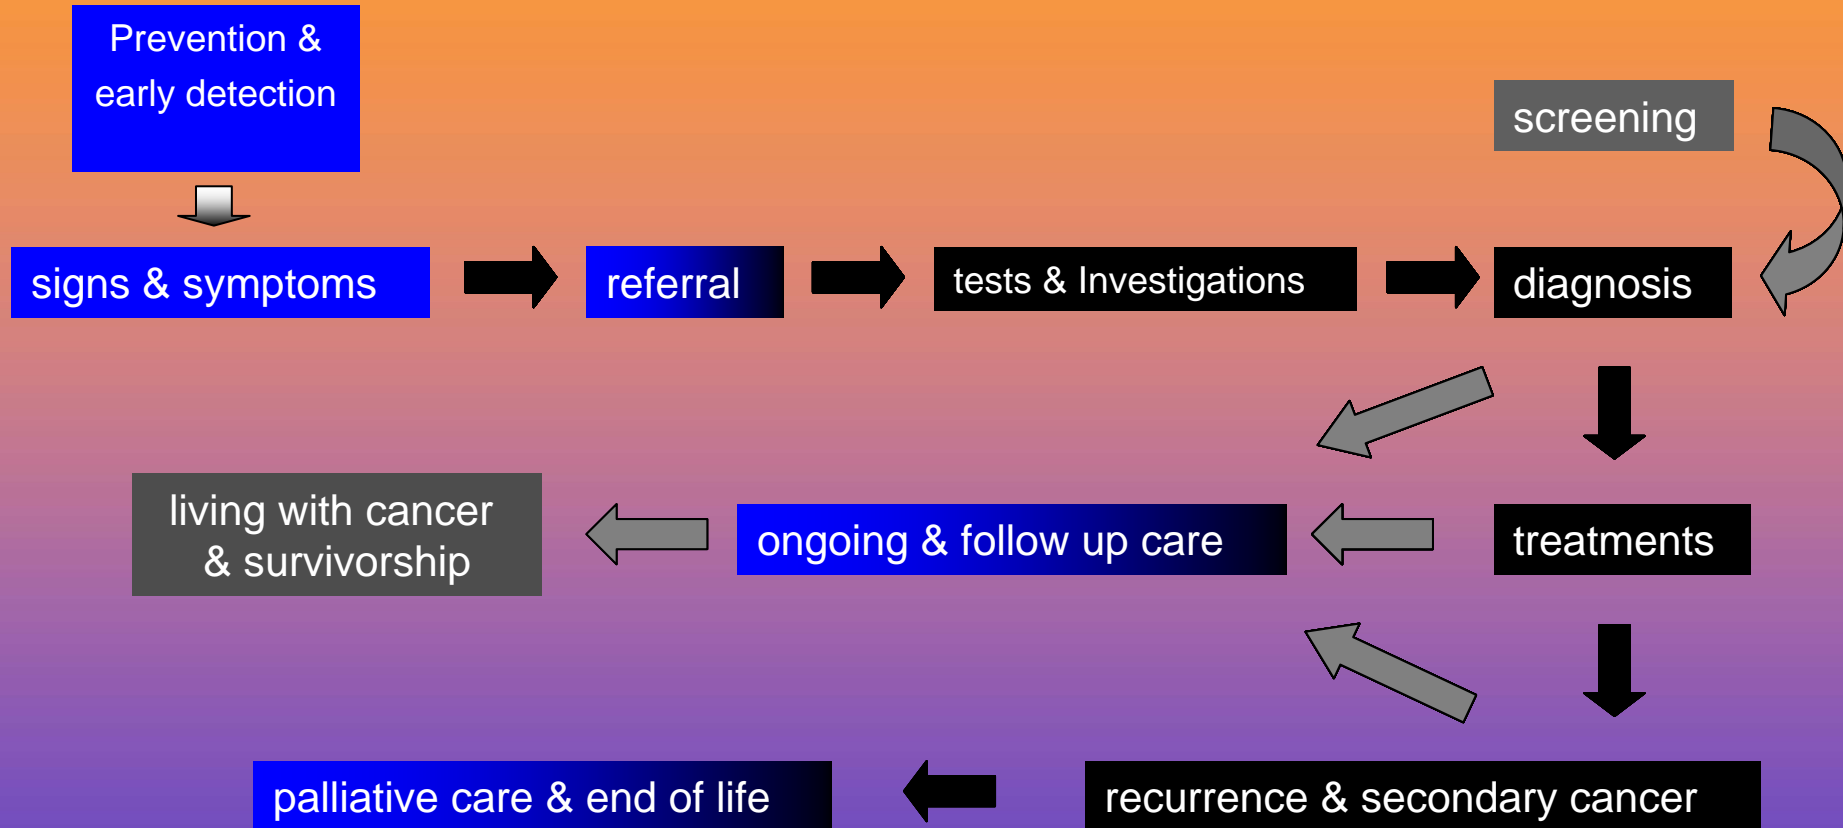 Prevention &
early detection
screening
signs & symptoms
referral
tests & Investigations
diagnosis
living with cancer
& survivorship
ongoing & follow up care
treatments
palliative care & end of life
recurrence & secondary cancer